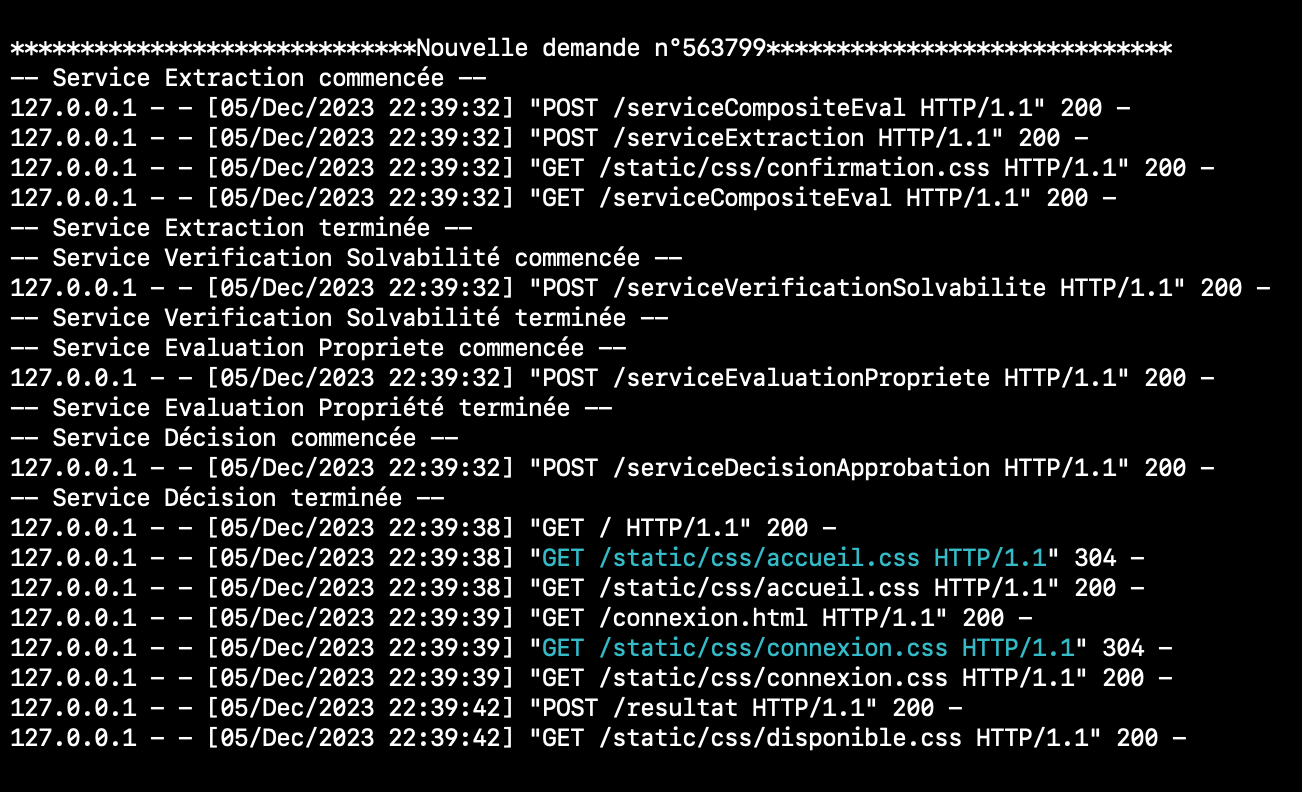 *****************************Nouvelle demande n°563799*****************************
-- Service Extraction commencée --
127.0.0.1 - - [05/Dec/2023 22:39:32] "POST /serviceCompositeEval HTTP/1.1" 200 -
127.0.0.1 - - [05/Dec/2023 22:39:32] "POST /serviceExtraction HTTP/1.1" 200 -
127.0.0.1 - - [05/Dec/2023 22:39:32] "GET /static/css/confirmation.css HTTP/1.1" 200 -
127.0.0.1 - - [05/Dec/2023 22:39:32] "GET /serviceCompositeEval HTTP/1.1" 200 -
-- Service Extraction terminée --
-- Service Verification Solvabilité commencée --
127.0.0.1 - - [05/Dec/2023 22:39:32] "POST /serviceVerificationSolvabilite HTTP/1.1" 200 -
-- Service Verification Solvabilité terminée --
-- Service Evaluation Propriete commencée --
127.0.0.1 - - [05/Dec/2023 22:39:32] "POST /serviceEvaluationPropriete HTTP/1.1" 200 -
-- Service Evaluation Propriété terminée --
-- Service Décision commencée --
127.0.0.1 - - [05/Dec/2023 22:39:32] "POST /serviceDecisionApprobation HTTP/1.1" 200 -
-- Service Décision terminée --
127.0.0.1 - - [05/Dec/2023 22:39:38] "GET / HTTP/1.1" 200 -
127.0.0.1 - - [05/Dec/2023 22:39:38] "GET /static/css/accueil.css HTTP/1.1" 304 -
127.0.0.1 - - [05/Dec/2023 22:39:38] "GET /static/css/accueil.css HTTP/1.1" 200 -
127.0.0.1 - - [05/Dec/2023 22:39:39] "GET /connexion.html HTTP/1.1" 200 -
127.0.0.1 - - [05/Dec/2023 22:39:39] "GET /static/css/connexion.css HTTP/1.1" 304 -
127.0.0.1 - - [05/Dec/2023 22:39:39] "GET /static/css/connexion.css HTTP/1.1" 200 -
127.0.0.1 - - [05/Dec/2023 22:39:42] "POST /resultat HTTP/1.1" 200 -
127.0.0.1 - - [05/Dec/2023 22:39:42] "GET /static/css/disponible.css HTTP/1.1" 200 -